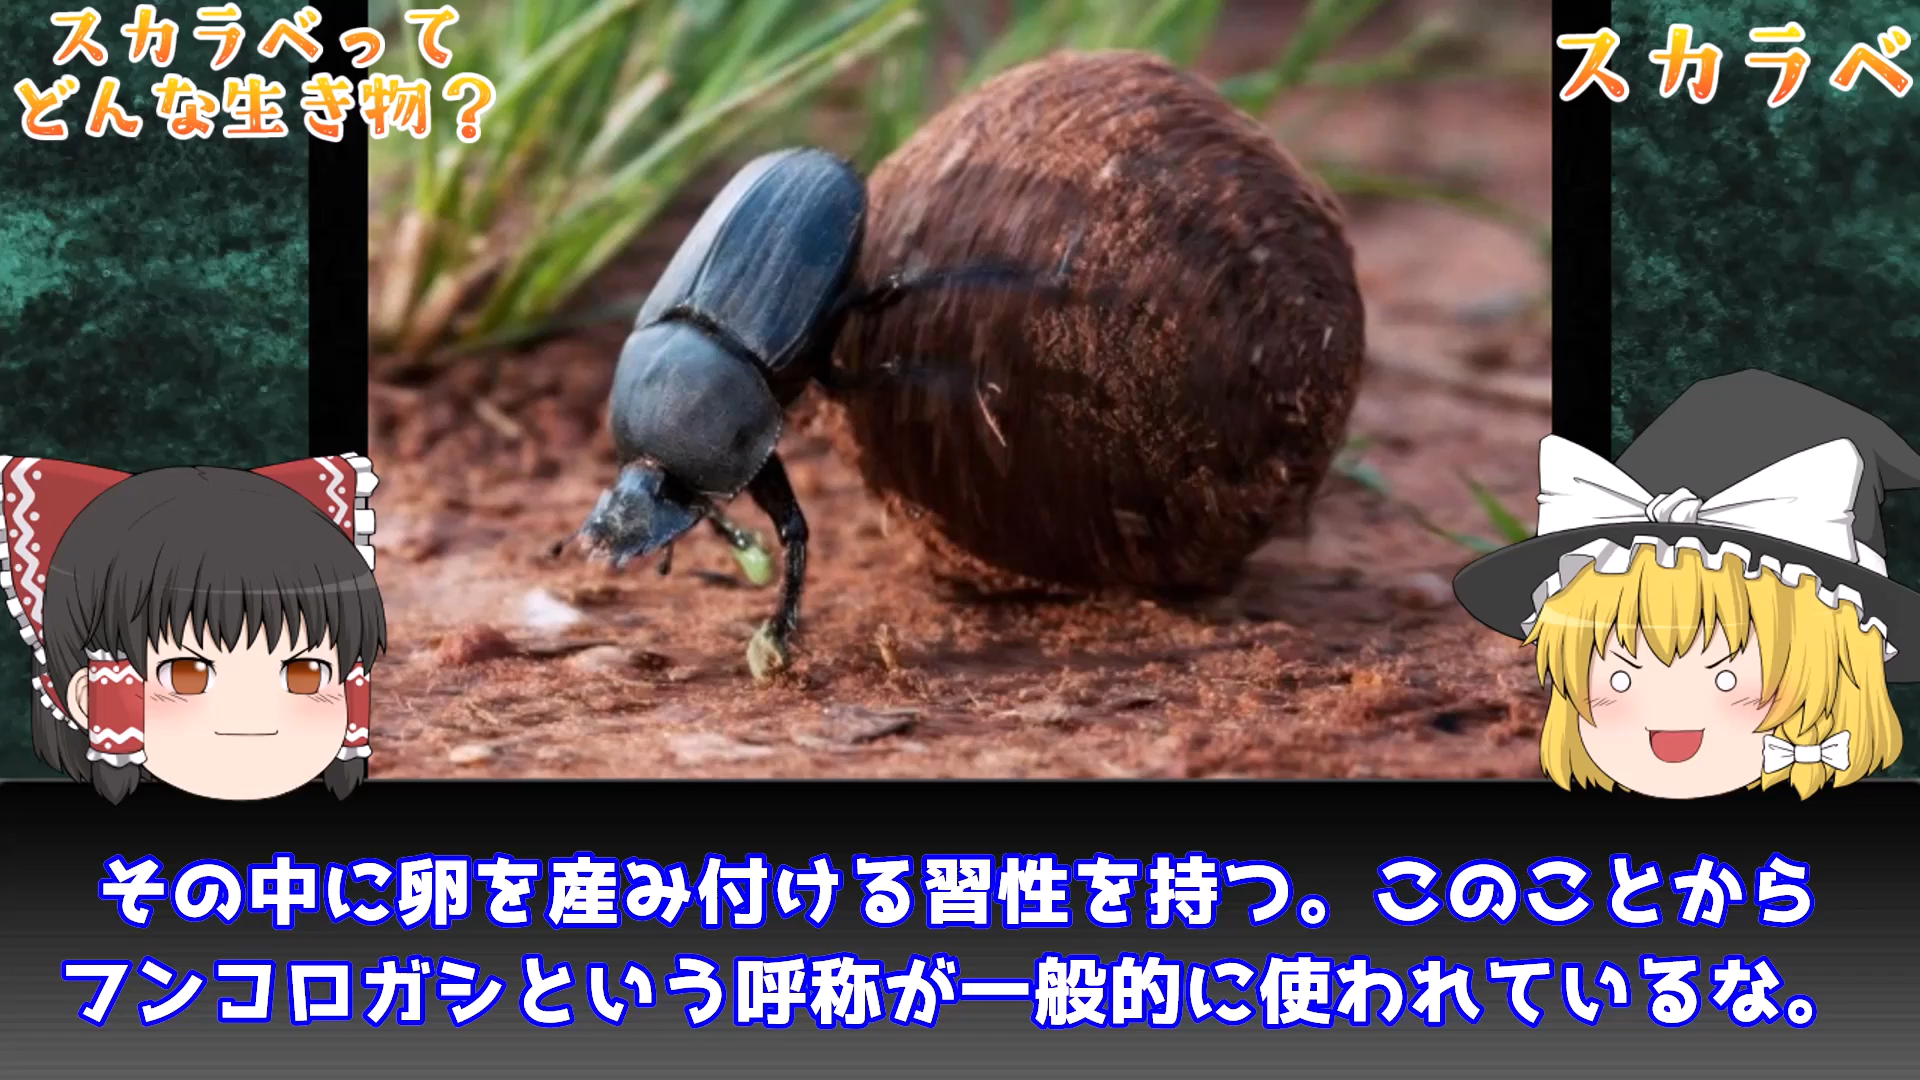 スカラベって
どんな生き物？
スカラベ
その中に卵を産み付ける習性を持つ。このことから
フンコロガシという呼称が一般的に使われているな。